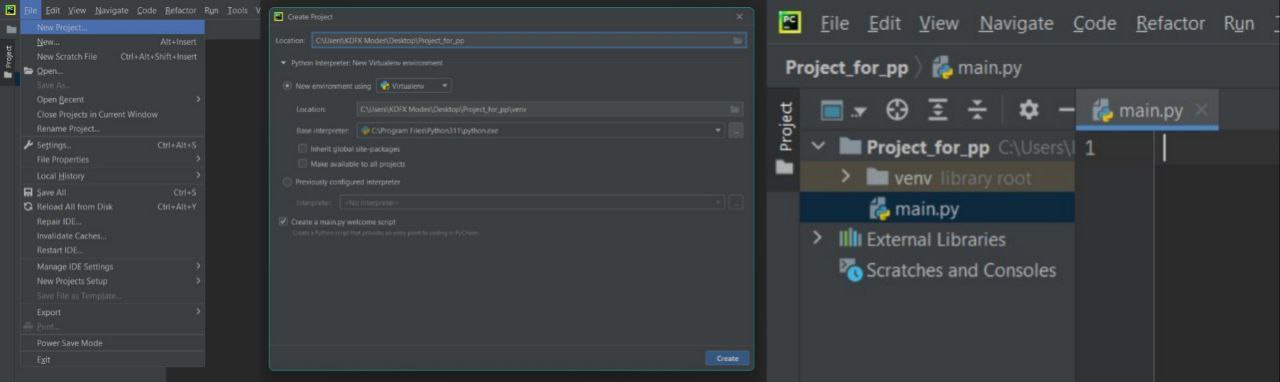 PC File Edit View Navigate Code Refactor Run Tools V
Project
New Project...
New... Alt+Insert
New Scratch File Ctrl+Alt+Shift+Insert
Open...
Save As...
Open Recent
Close Projects in Current Window
Rename Project...
Settings... Ctrl+Alt+S
File Properties
Local History
Save All Ctrl+S
Reload All from Disk Ctrl+Alt+Y
Repair IDE...
Invalidate Caches...
Restart IDE...
Manage IDE Settings
New Projects Setup
Save File as Template...
Export
Print...
Power Save Mode
Exit
PC Create Project
Location: C:\Users\KDFX Modes\Desktop\Project_for_pp
Python Interpreter: New Virtualenv environment
New environment using Virtualenv
Location: C:\Users\KDFX Modes\Desktop\Project_for_pp\venv
Base interpreter: C:\Program Files\Python311\python.exe ...
Inherit global site-packages
Make available to all projects
Previously configured interpreter
Interpreter: <No interpreter> ...
Create a main.py welcome script
Create a Python script that provides an entry point to coding in PyCharm.
Create
PC File Edit View Navigate Code Refactor Run
Project_for_pp main.py
Project
main.py
Project_for_pp C:\Users\ 1
venv library root
main.py
External Libraries
Scratches and Consoles